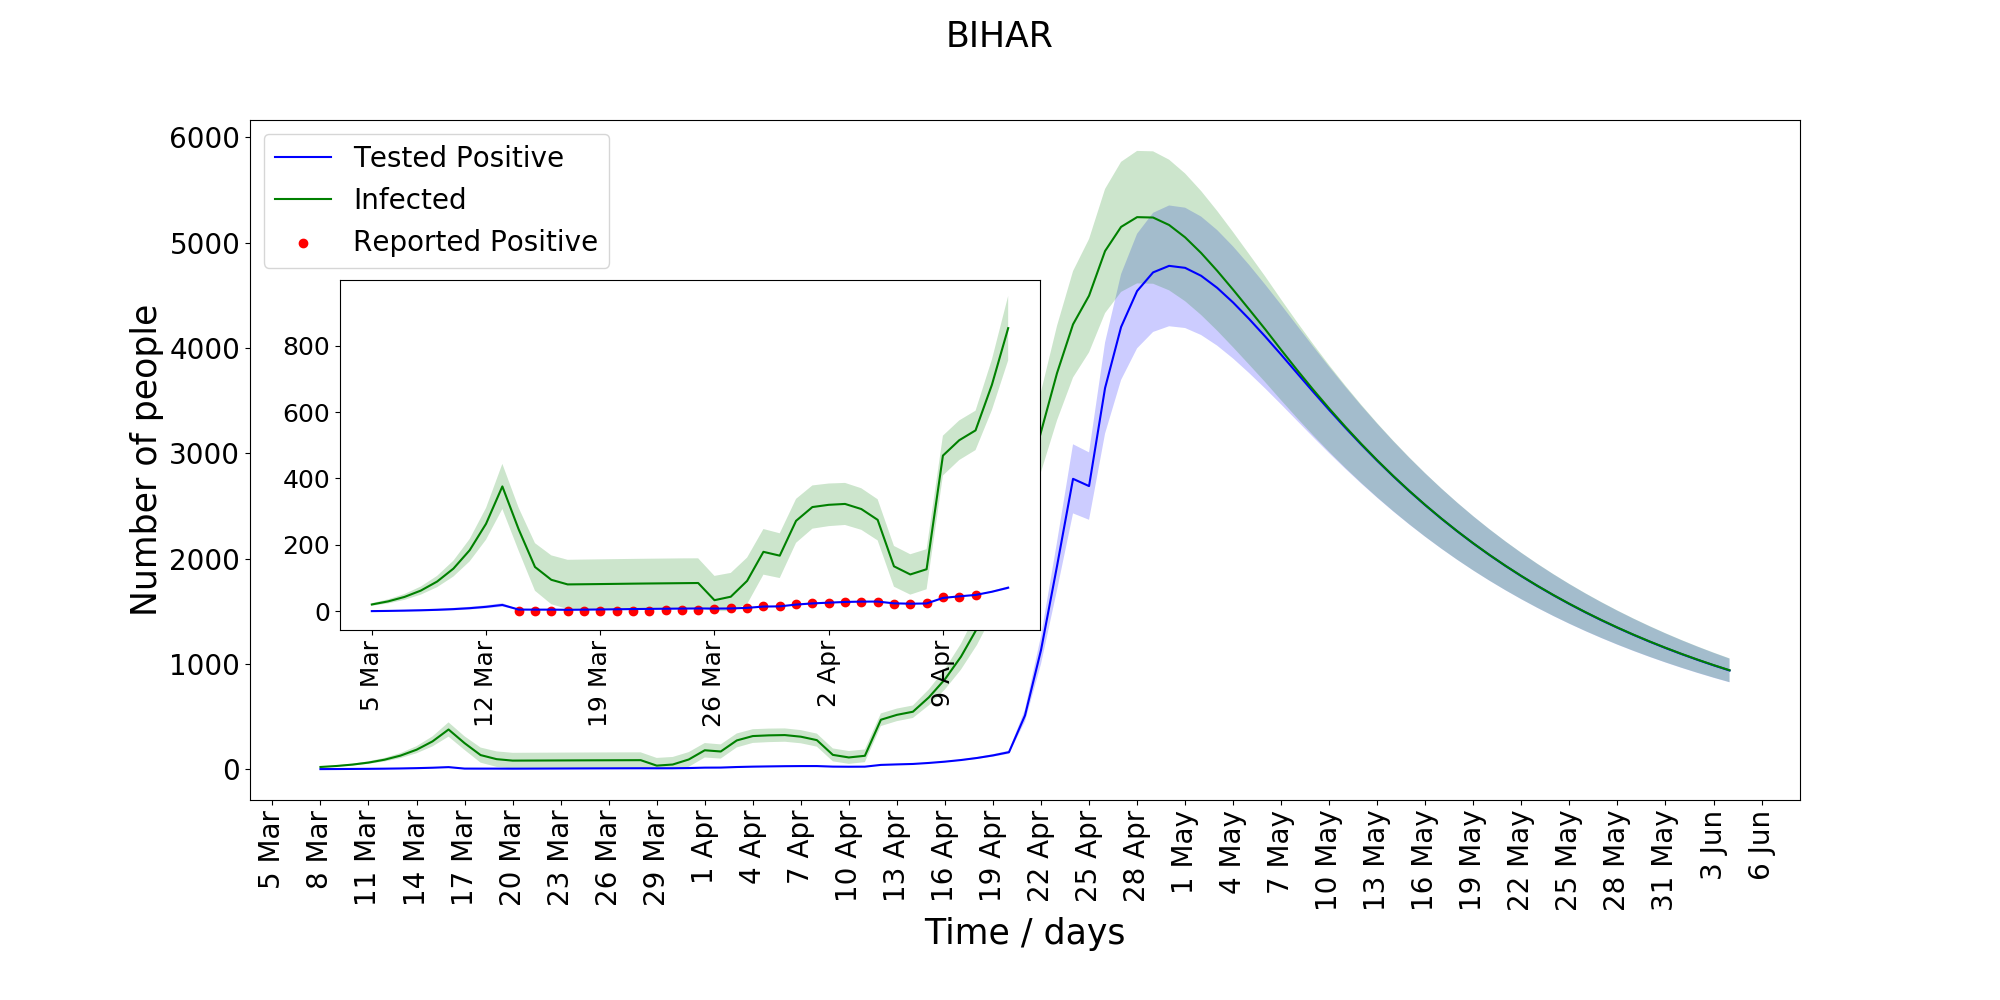 BIHAR
6000
5000
4000
3000
2000
1000
0
Number of people
Tested Positive
Infected
Reported Positive
800
600
400
200
0
5 Mar
12 Mar
19 Mar
26 Mar
2 Apr
9 Apr
5 Mar
8 Mar
11 Mar
14 Mar
17 Mar
20 Mar
23 Mar
26 Mar
29 Mar
1 Apr
4 Apr
7 Apr
10 Apr
13 Apr
16 Apr
19 Apr
22 Apr
25 Apr
28 Apr
1 May
4 May
7 May
10 May
13 May
16 May
19 May
22 May
25 May
28 May
31 May
3 Jun
6 Jun
Time / days